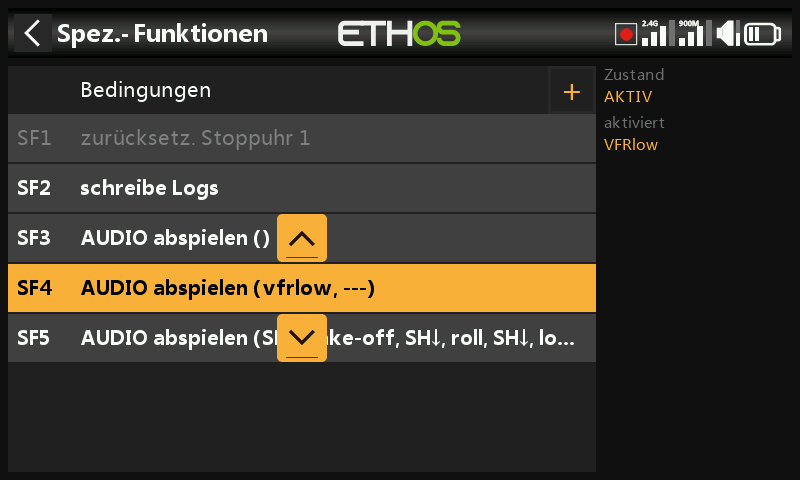 Spez.- Funktionen
ETHOS
2.4G
900M
Bedingungen
+
SF1 zurücksetz. Stoppuhr 1
SF2 schreibe Logs
SF3 AUDIO abspielen ()
SF4 AUDIO abspielen (vfrlow, ---)
SF5 AUDIO abspielen (SH ke-off, SH↓, roll, SH↓, lo...
Zustand
AKTIV
aktiviert
VFRlow